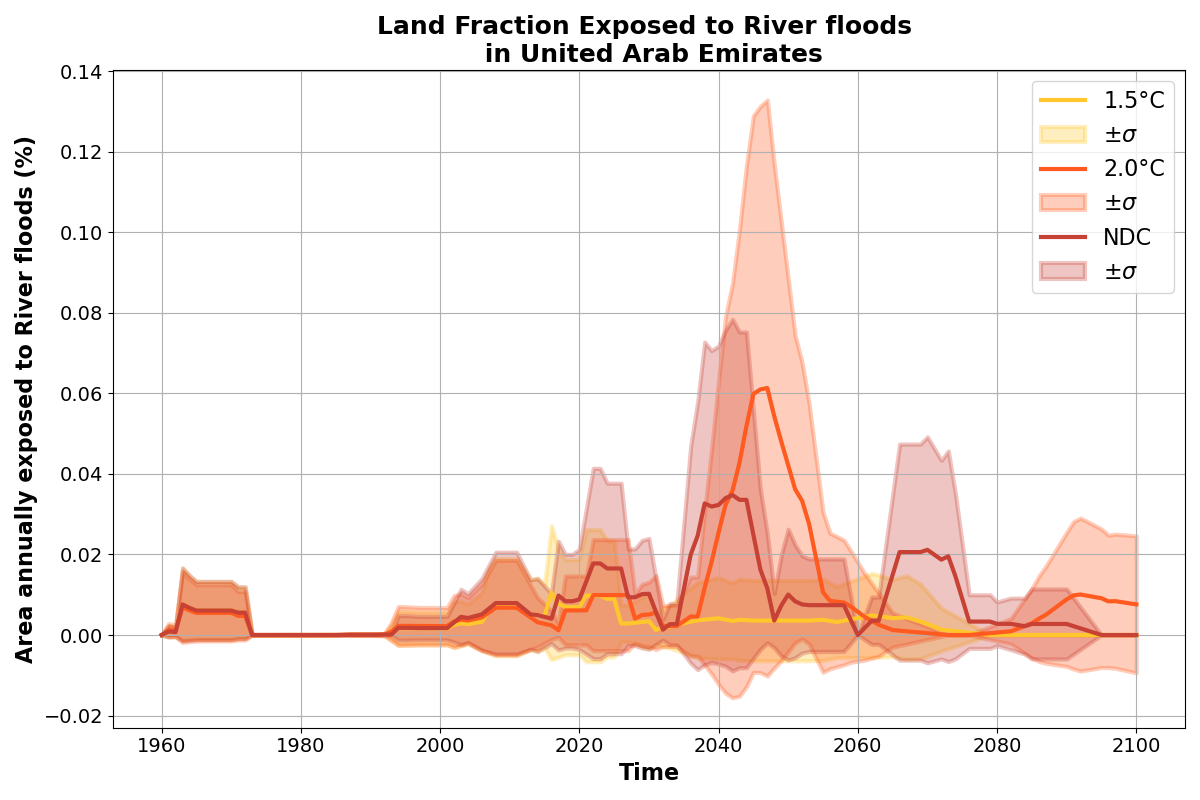 Land Fraction Exposed to River floods
in United Arab Emirates
Area annually exposed to River floods (%)
0.14
0.12
0.10
0.08
0.06
0.04
0.02
0.00
−0.02
1.5°C
±σ
2.0°C
±σ
NDC
±σ
1960 1980 2000 2020 2040 2060 2080 2100
Time